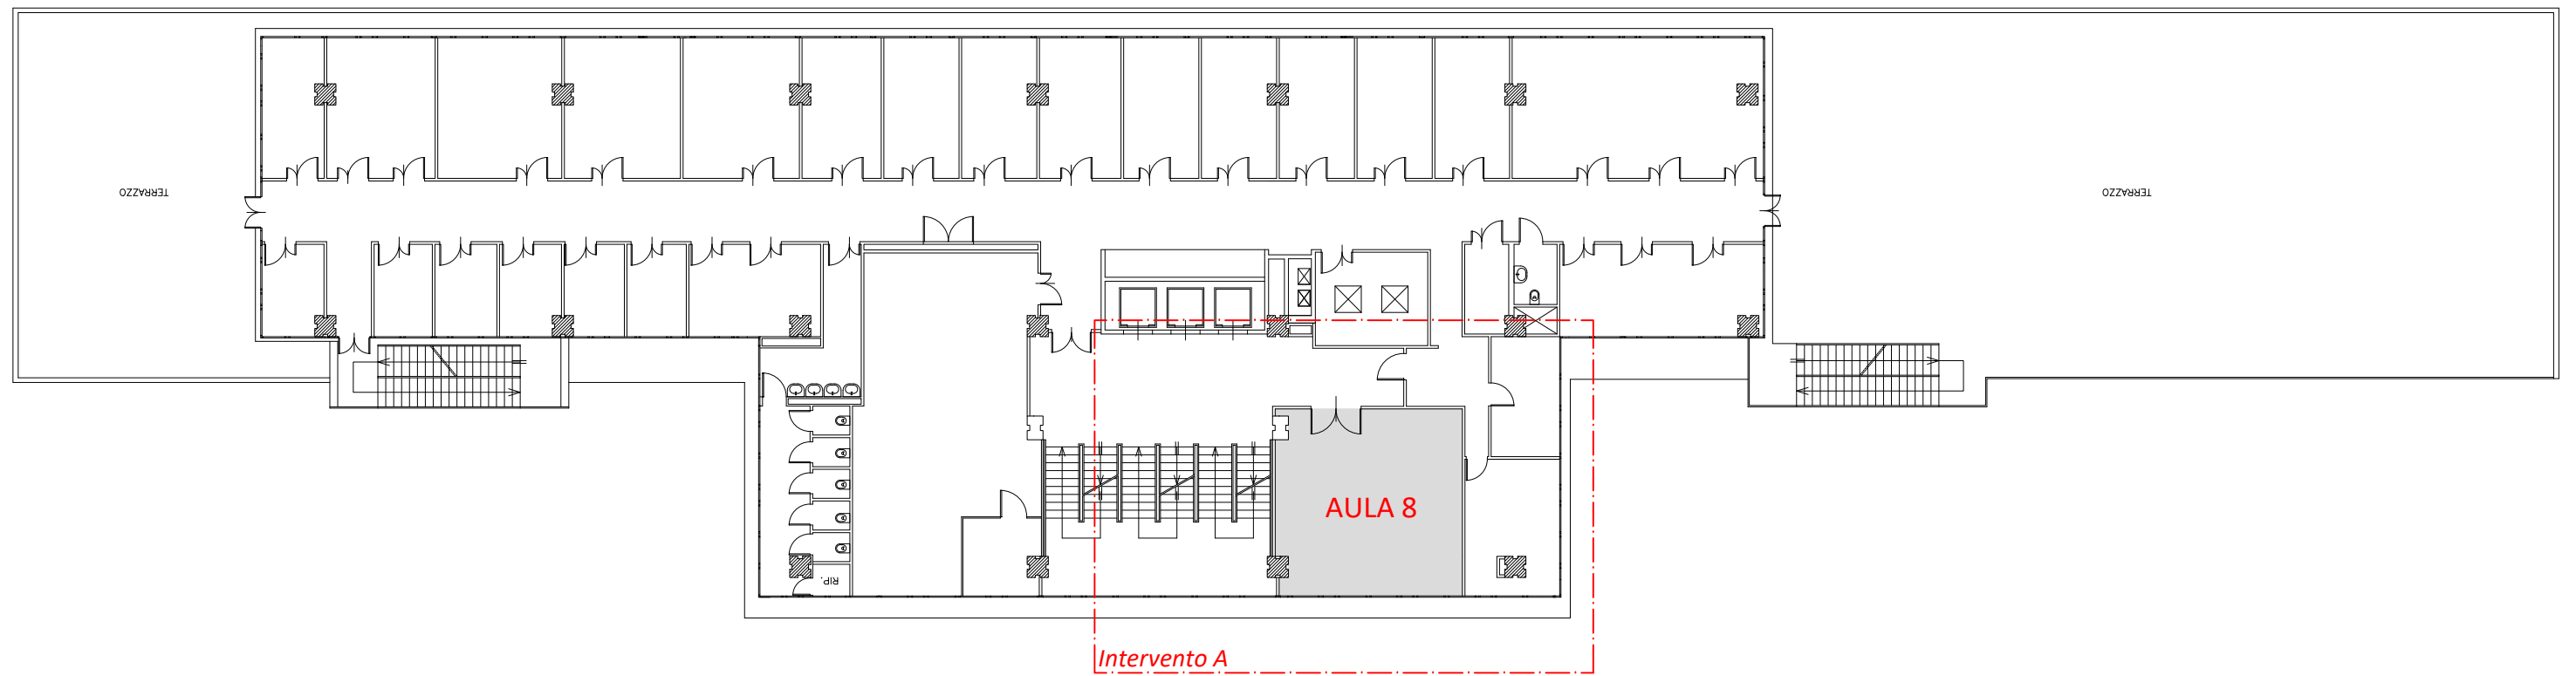 TERRAZZO
TERRAZZO
AULA 8
RIP.
Intervento A